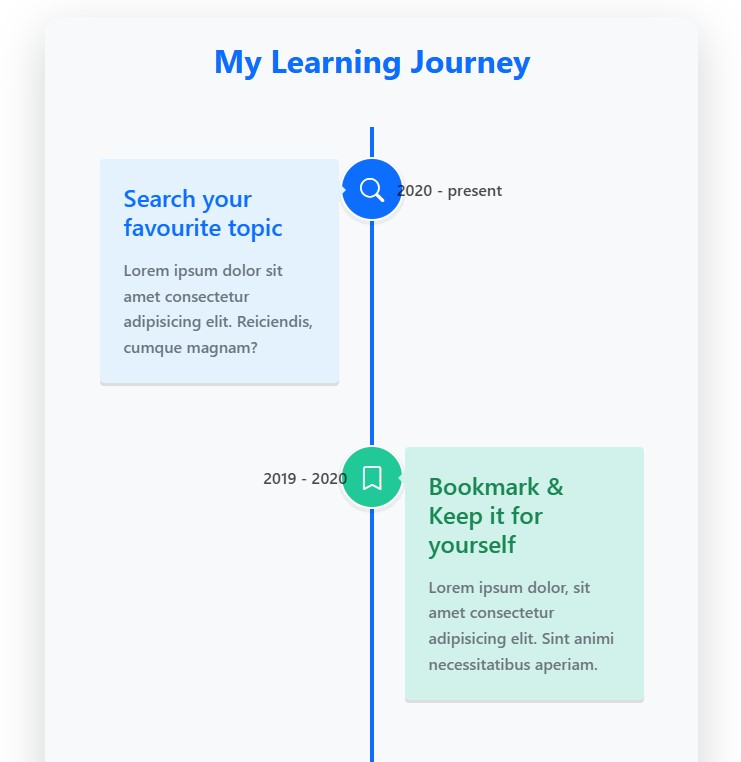 My Learning Journey
Search your
favourite topic
Lorem ipsum dolor sit
amet consectetur
adipisicing elit. Reiciendis,
cumque magnam?
2020 - present
2019 - 2020
Bookmark &
Keep it for
yourself
Lorem ipsum dolor, sit
amet consectetur
adipisicing elit. Sint animi
necessitatibus aperiam.